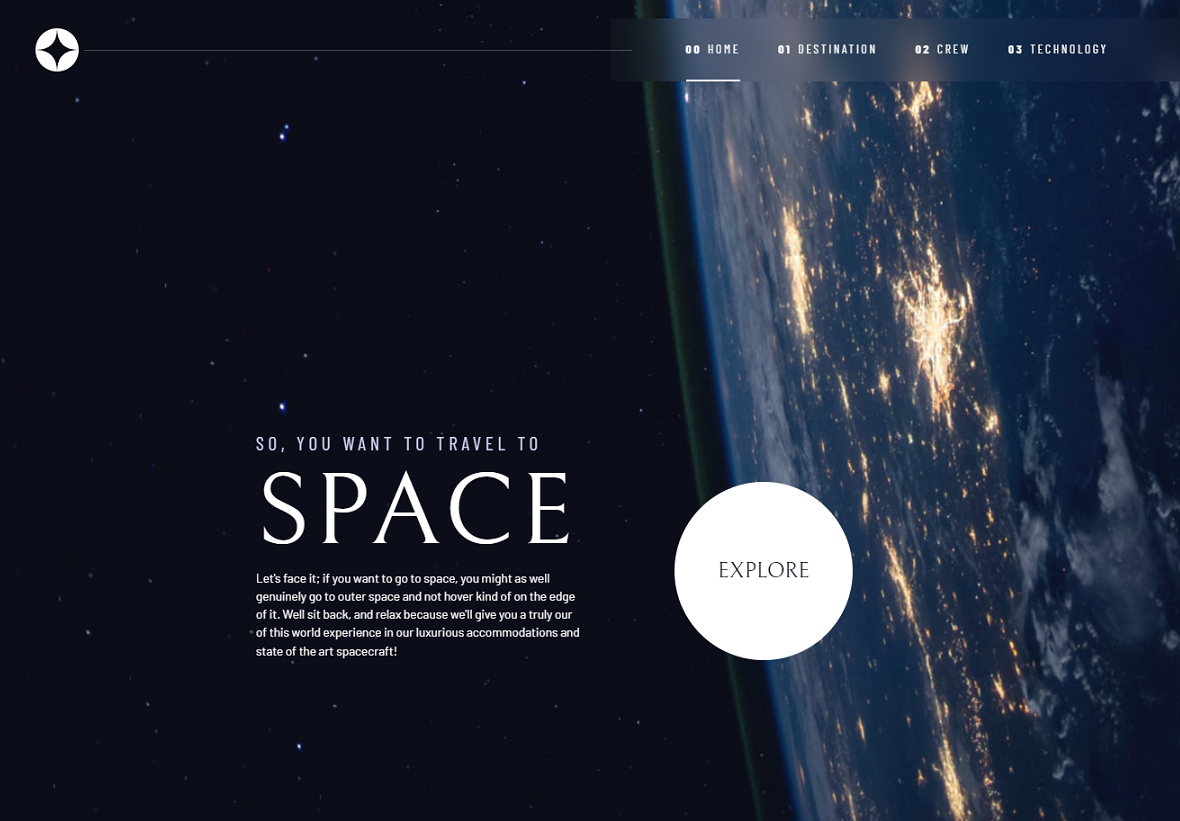 00 HOME 01 DESTINATION 02 CREW 03 TECHNOLOGY
SO, YOU WANT TO TRAVEL TO
SPACE
Let's face it; if you want to go to space, you might as well
genuinely go to outer space and not hover kind of on the edge
of it. Well sit back, and relax because we'll give you a truly our
of this world experience in our luxurious accommodations and
state of the art spacecraft!
EXPLORE